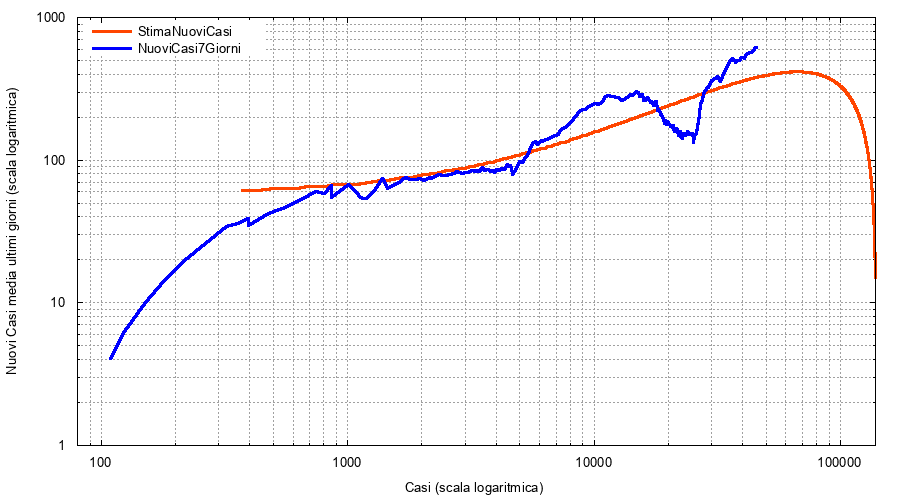 1000
100
10
1
StimaNuoviCasi
NuoviCasi7Giorni
Nuovi Casi media ultimi giorni (scala logaritmica)
100
1000
10000
100000
Casi (scala logaritmica)